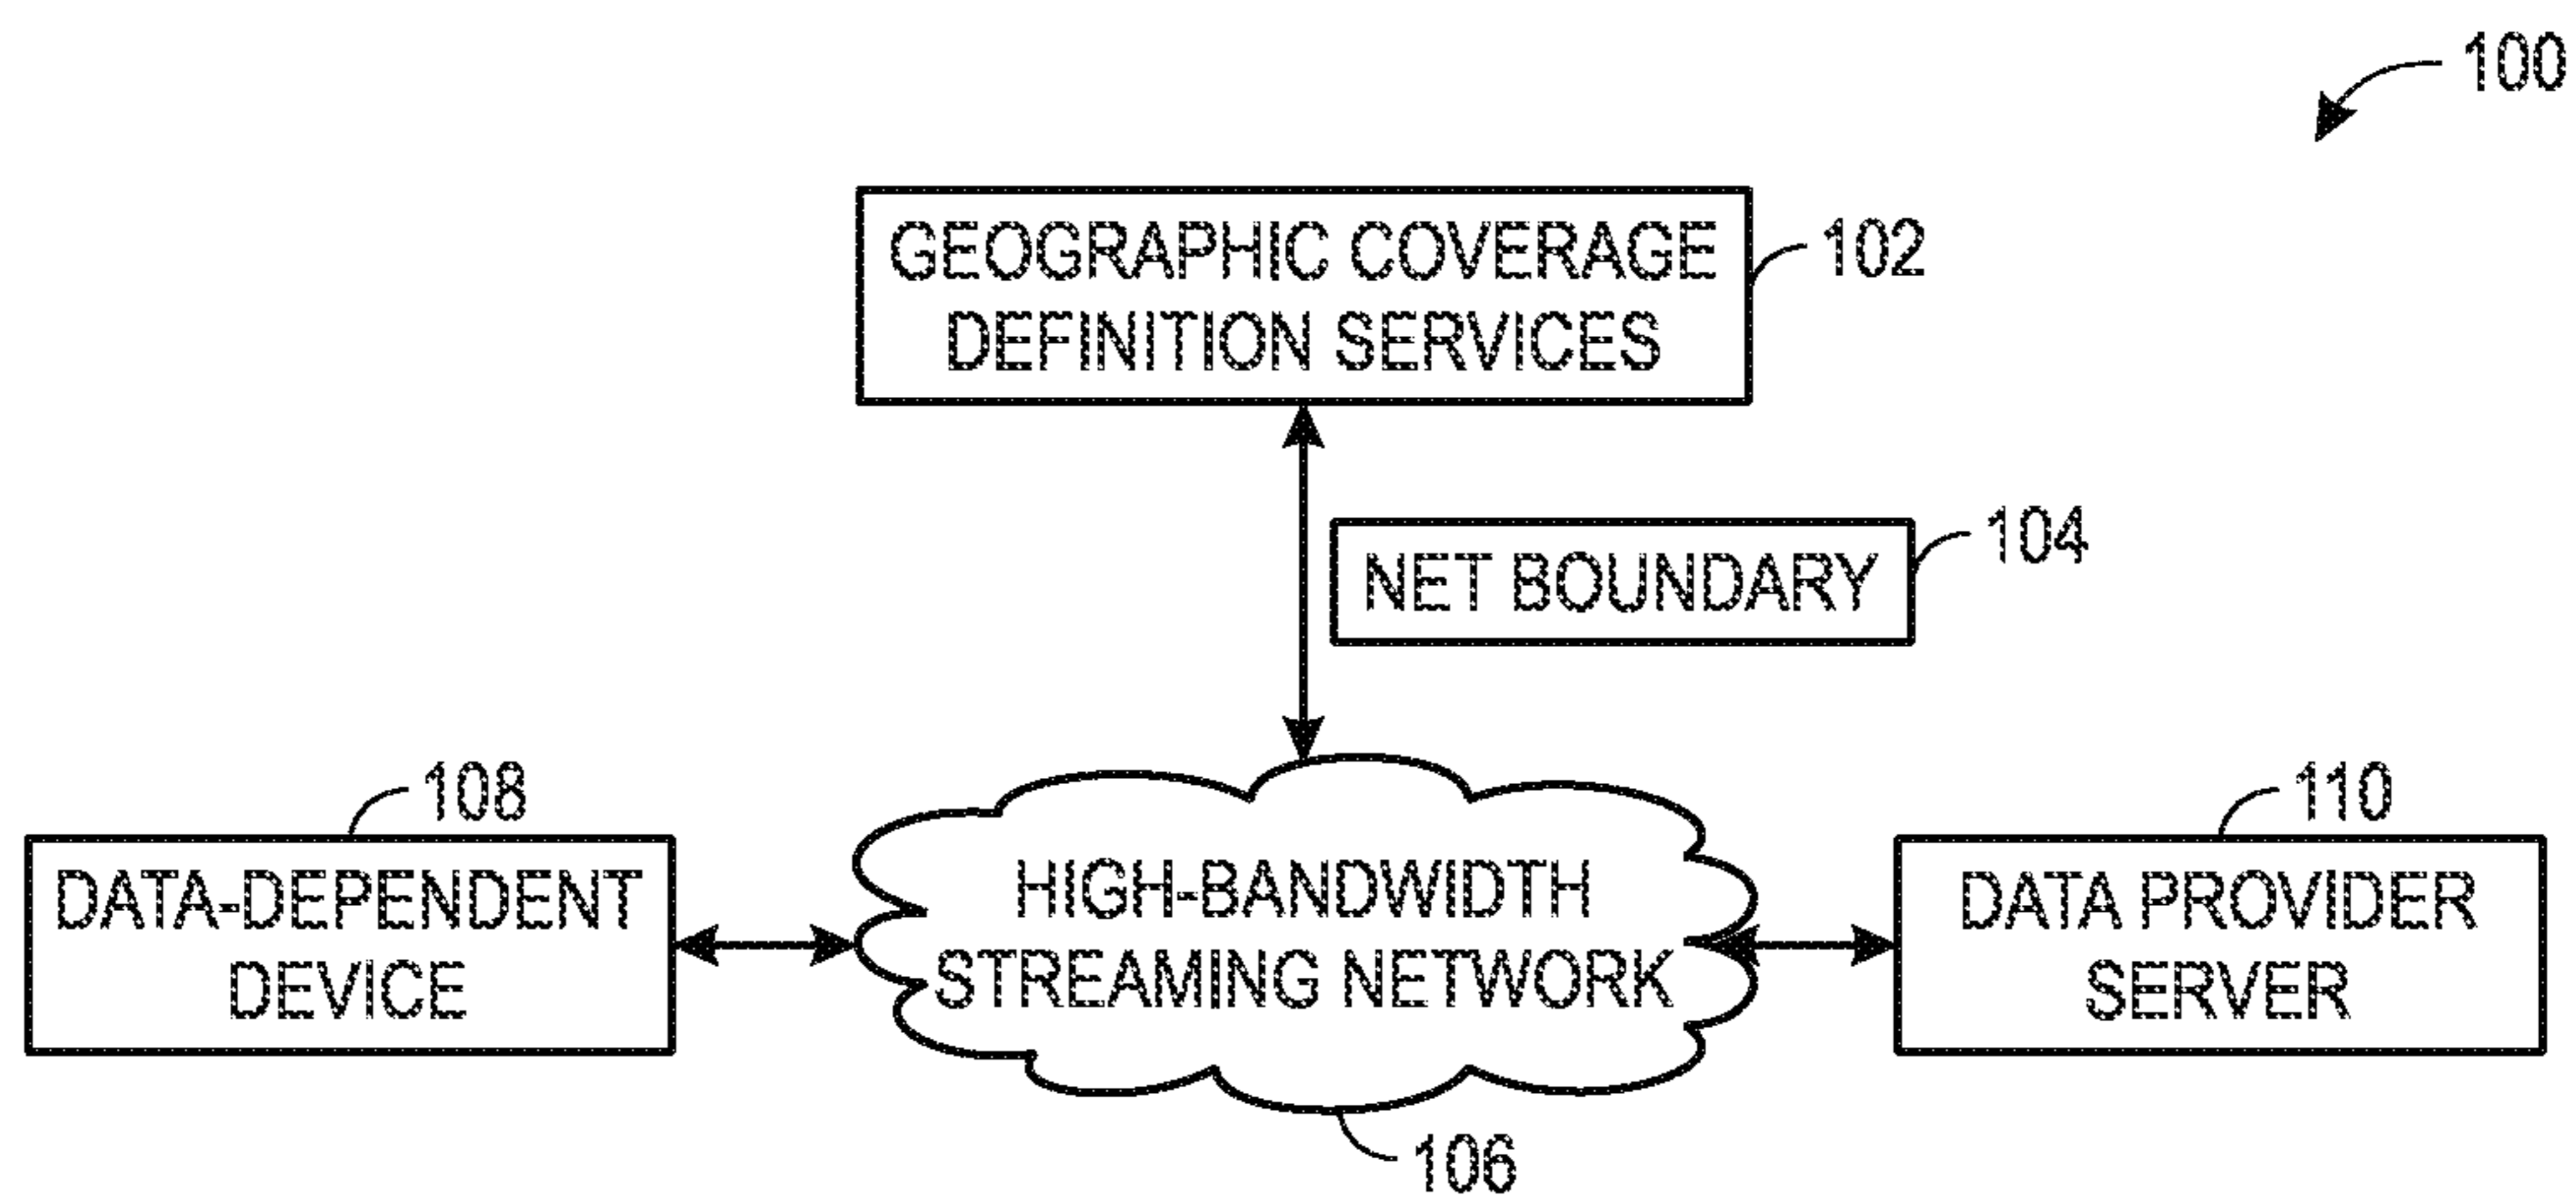 100
GEOGRAPHIC COVERAGE
DEFINITION SERVICES
102
NET BOUNDARY
104
108
DATA-DEPENDENT
DEVICE
HIGH-BANDWIDTH
STREAMING NETWORK
106
110
DATA PROVIDER
SERVER